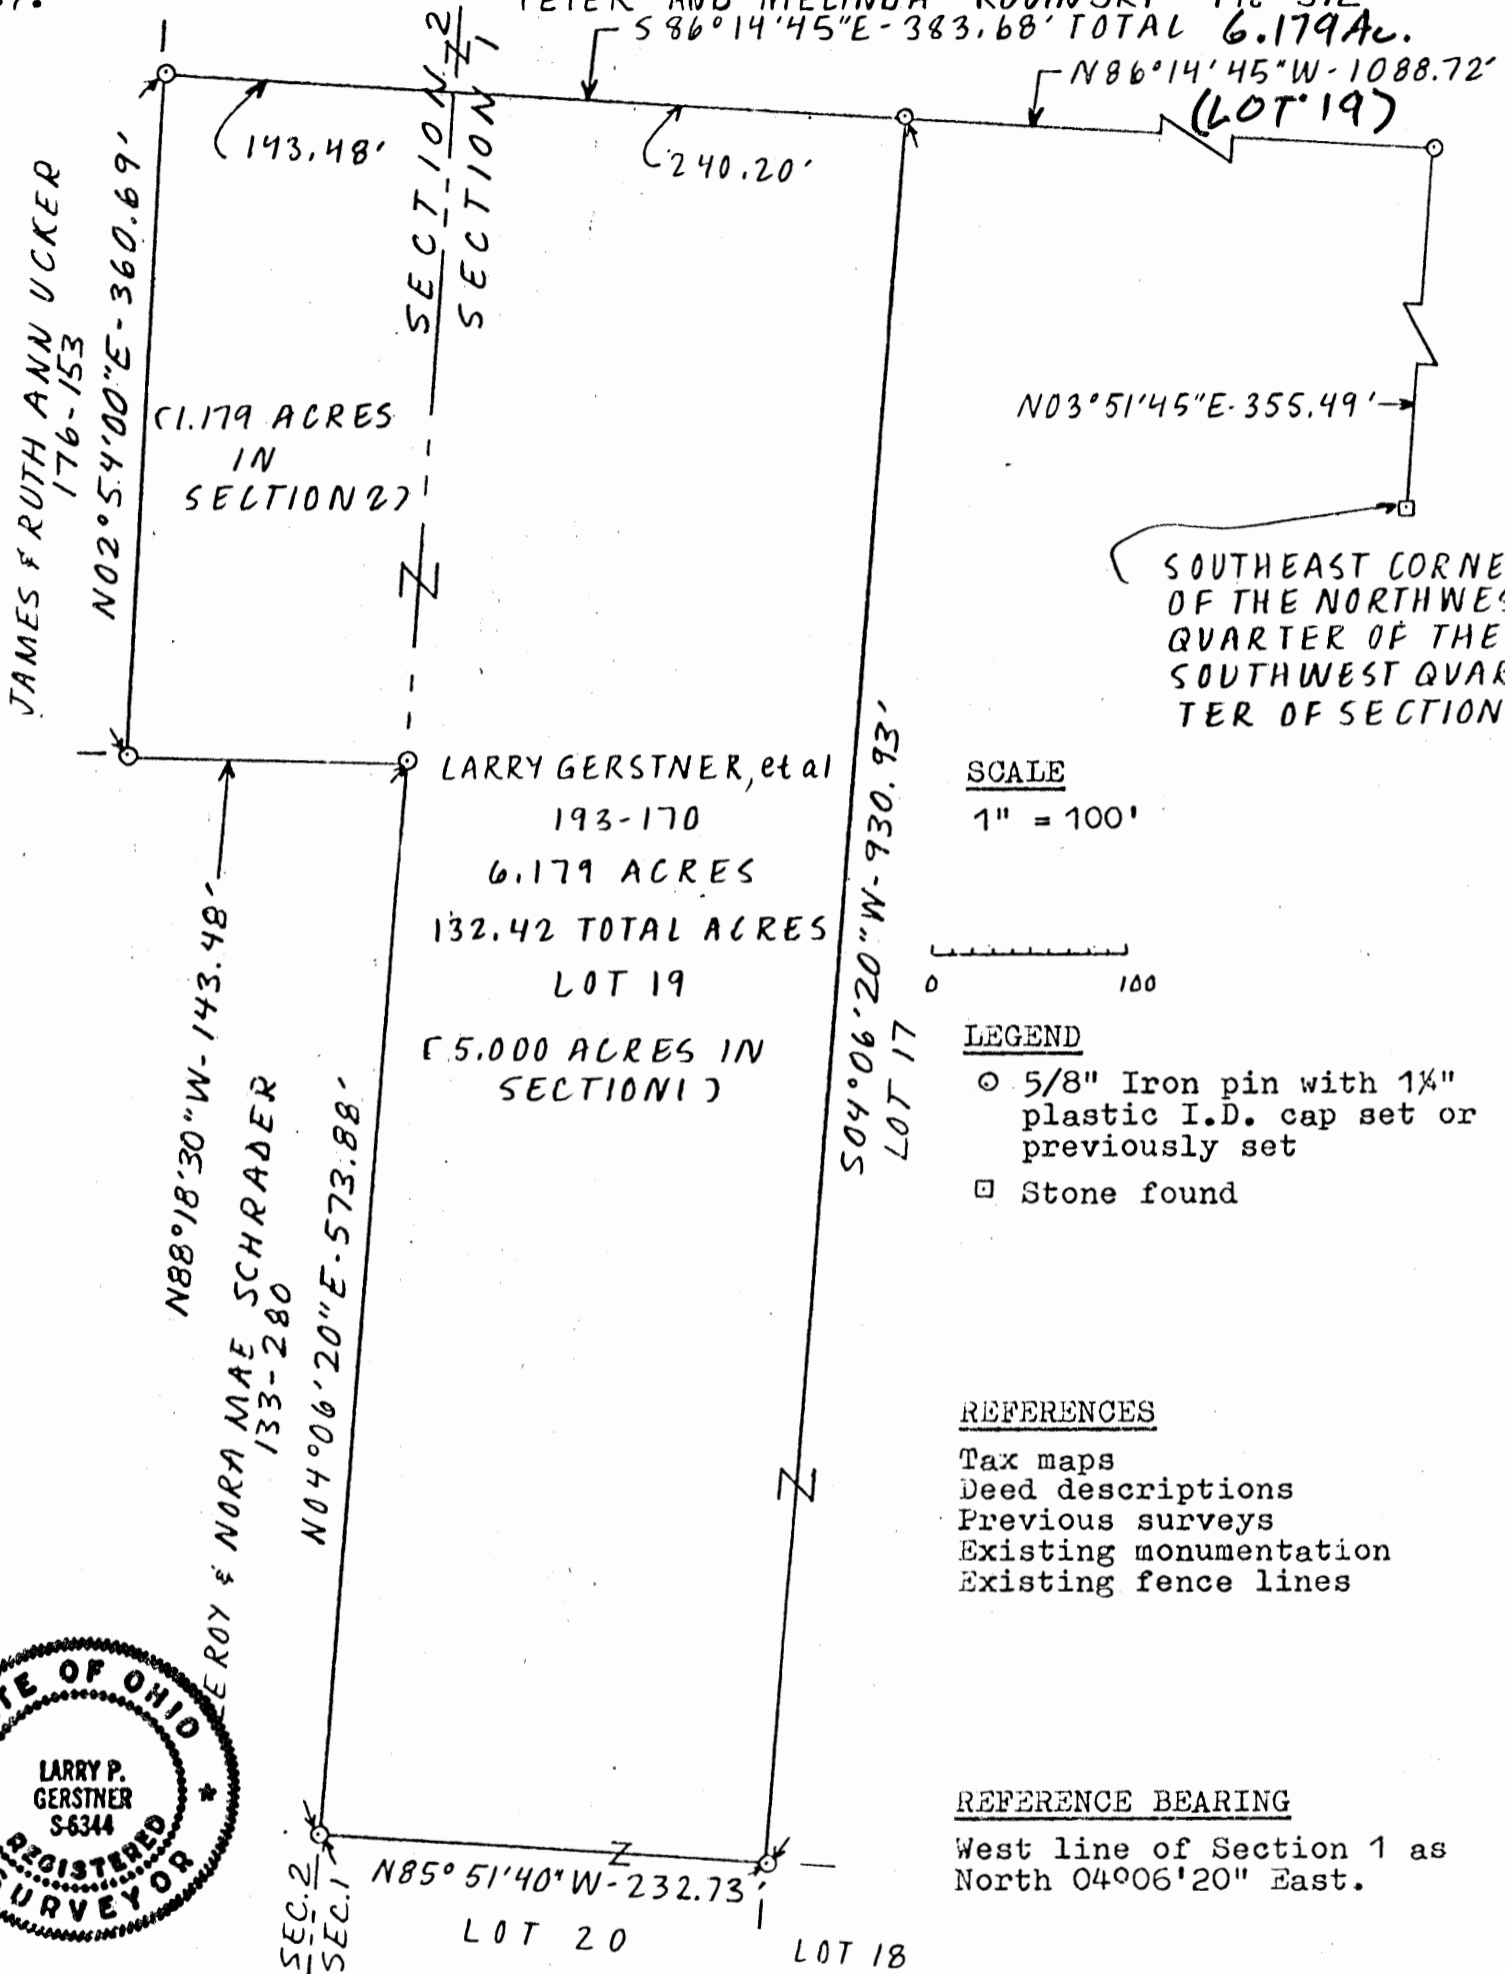 S86°14'45"E-383.68' TOTAL 6.179Ac.
N86°14'45"W-1088.72'
(LOT 19)
143.48'
240.20'
SECTION 2
SECTION 1
JAMES & RUTH ANN UCKER
176-153
N02°54'00"E-360.69'
(1.179 ACRES
IN
SECTION 2)
N03°51'45"E-355.49'
SOUTHEAST CORNE
OF THE NORTHWES
QUARTER OF THE
SOUTHWEST QUAR
TER OF SECTION
LARRY GERSTNER, et al
193-170
6.179 ACRES
132.42 TOTAL ACRES
LOT 19
(5.000 ACRES IN
SECTION 1)
SCALE
1" = 100'
0 100
S04°06'20"W-930.93'
LOT 17
N88°18'30"W-143.48'
EROY & NORA MAE SCHRADER
133-280
N04°06'20"E-573.88'
LEGEND
5/8" Iron pin with 1¼"
plastic I.D. cap set or
previously set
Stone found
REFERENCES
Tax maps
Deed descriptions
Previous surveys
Existing monumentation
Existing fence lines
TE OF OHIO
LARRY P.
GERSTNER
S-6344
REGISTERED
SURVEYOR
REFERENCE BEARING
West line of Section 1 as
North 04°06'20" East.
SEC.2
SEC.1
N85°51'40"W-232.73'
LOT 20
LOT 18